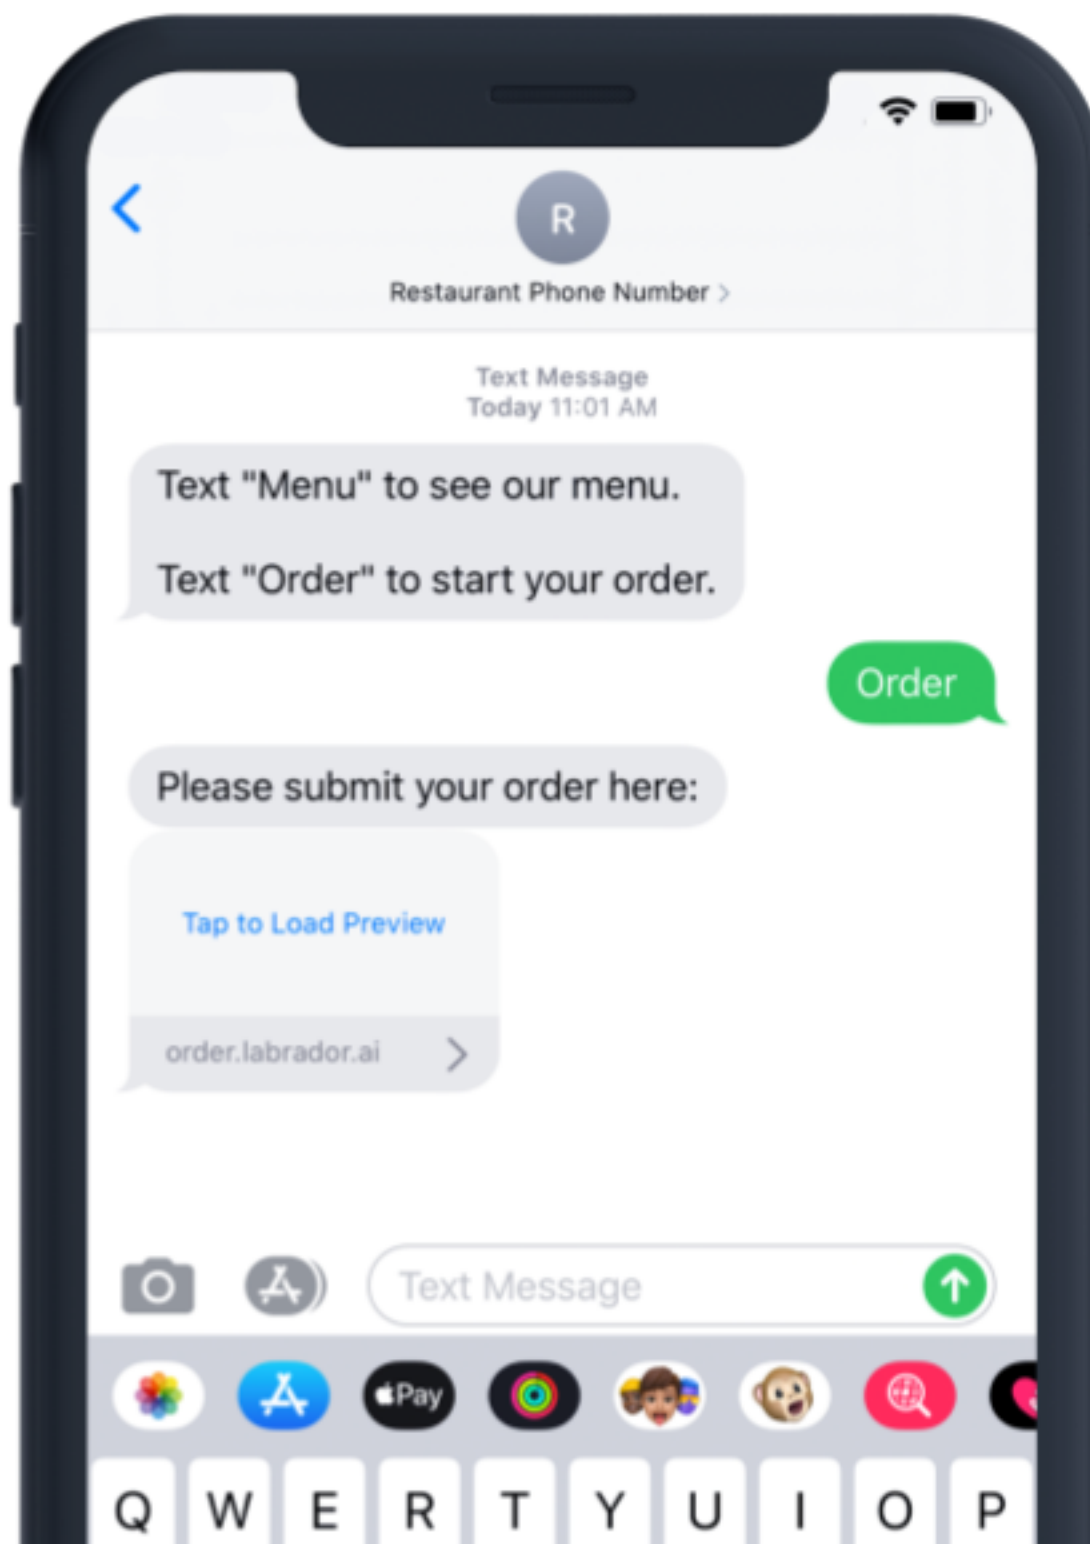 R
Restaurant Phone Number
Text Message
Today 11:01 AM
Text "Menu" to see our menu.
Text "Order" to start your order.
Order
Please submit your order here:
Tap to Load Preview
order.labrador.ai
Text Message
Pay
Q W E R T Y U I O P